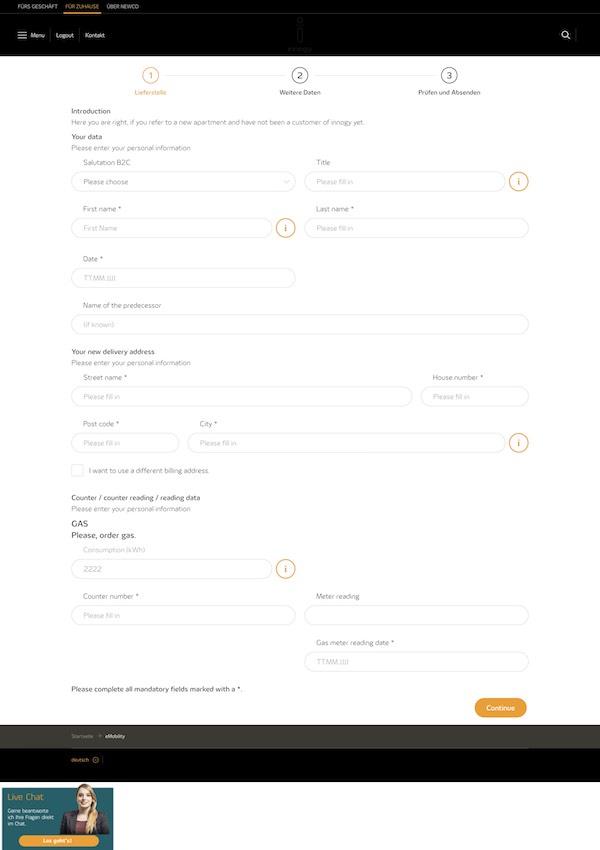 FÜRS GESCHÄFT FÜR ZUHAUSE ÜBER NEWCO
Menu Logout Kontakt
innogy
1 2 3
Lieferstelle Weitere Daten Prüfen und Absenden
Introduction
Here you are right, if you refer to a new apartment and have not been a customer of innogy yet.
Your data
Please enter your personal information
Salutation B2C Title
Please choose Please fill in i
First name * Last name *
First Name i Please fill in
Date *
TT.MM.JJJJ
Name of the predecessor
(if known)
Your new delivery address
Please enter your personal information
Street name * House number *
Please fill in Please fill in
Post code * City *
Please fill in Please fill in i
I want to use a different billing address.
Counter / counter reading / reading data
Please enter your personal information
GAS
Please, order gas.
Consumption (kWh)
2222 i
Counter number * Meter reading
Please fill in
Gas meter reading date *
TT.MM.JJJJ
Please complete all mandatory fields marked with a *.
Continue
Startseite eMobility
deutsch
Live Chat
Gerne beantworte
ich Ihre Fragen direkt
im Chat.
Los geht's!